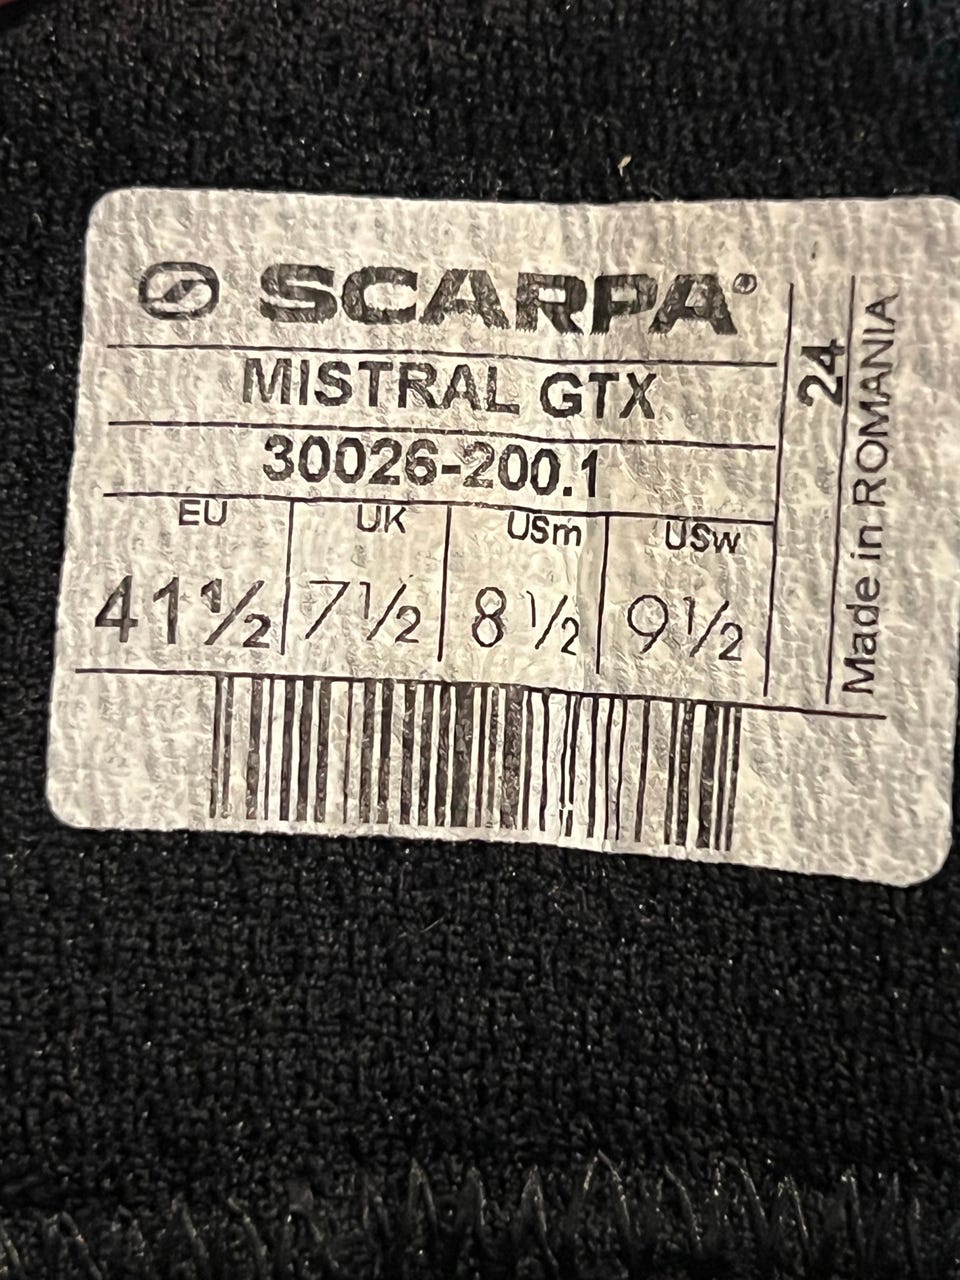 SCARPA®
MISTRAL GTX
30026-200.1
EU UK USm USw
41½ 7½ 8½ 9½
24
Made in ROMANIA